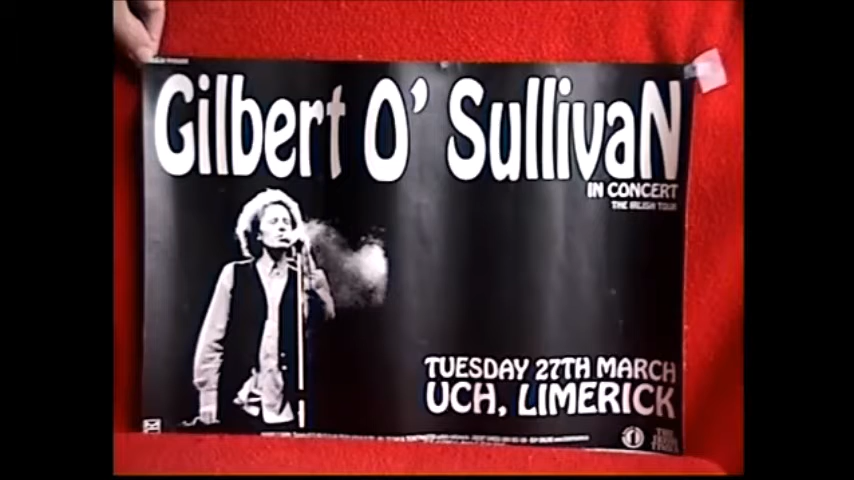 Gilbert O' SullivaN
IN CONCERT
THE IRISH TOUR
TUESDAY 27TH MARCH
UCH, LIMERICK